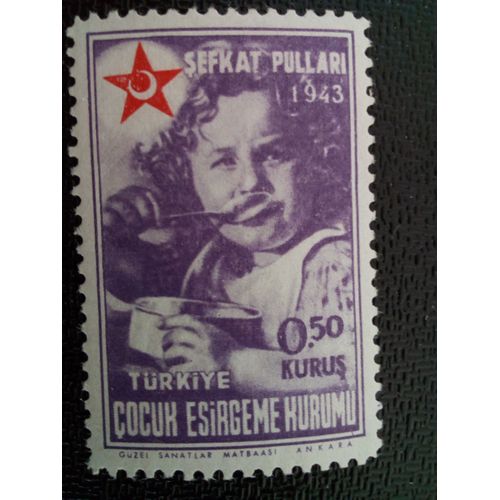 ŞEFKAT PULLARI
1943
0.50
KURUŞ
TÜRKİYE
ÇOCUK ESİRGEME KURUMU
GÜZEL SANATLAR MATBAASI ANKARA